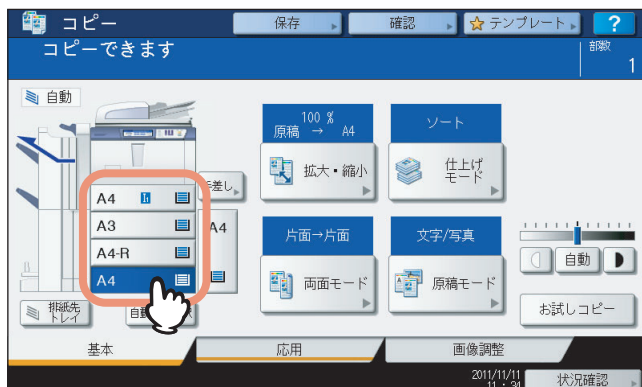 コピー
保存
確認
テンプレート
?
コピーできます
部数
1
自動
100 %
原稿 → A4
拡大・縮小
ソート
仕上げ
モード
A4
A3
A4-R
A4
差し
A4
片面→片面
両面モード
文字/写真
原稿モード
自動
お試しコピー
排紙先
トレイ
自動
基本
応用
画像調整
2011/11/11
状況確認